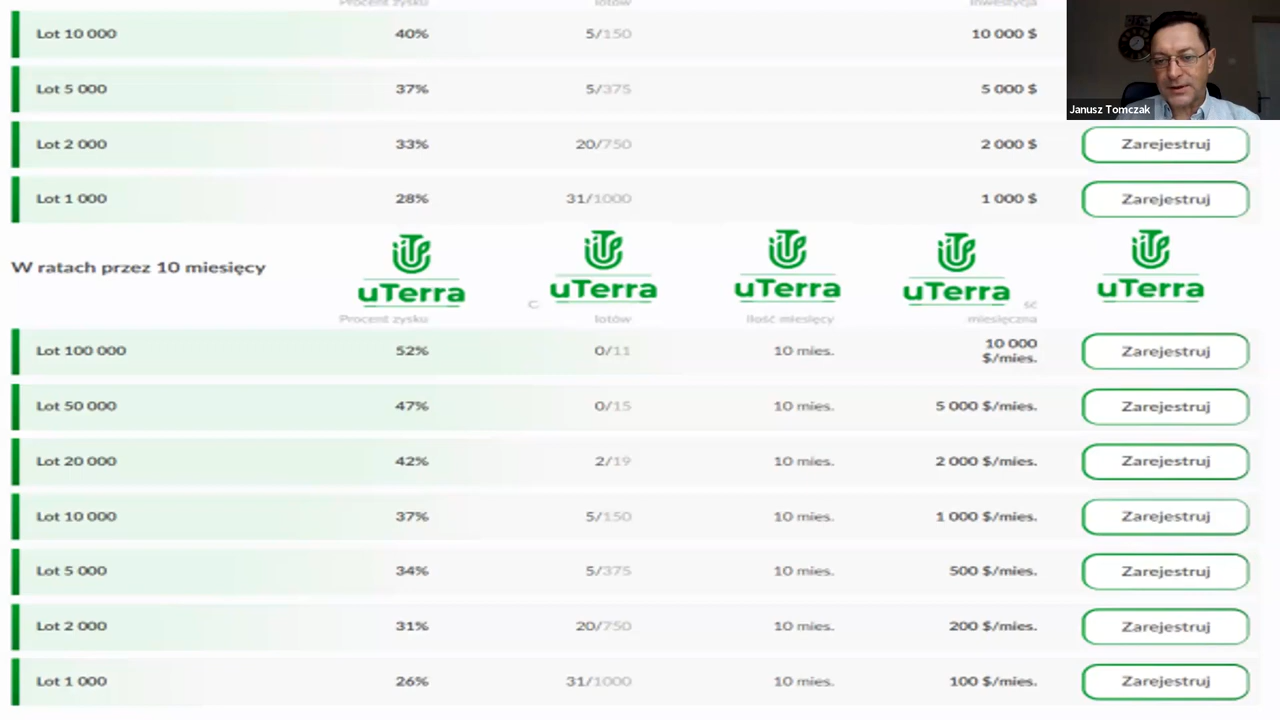 Procent zysku lotów Inwestycja
Lot 10 000 40% 5/150 10 000 $
Lot 5 000 37% 5/375 5 000 $
Janusz Tomczak
Lot 2 000 33% 20/750 2 000 $ Zarejestruj
Lot 1 000 28% 31/1000 1 000 $ Zarejestruj
W ratach przez 10 miesięcy
uTerra uTerra uTerra uTerra uTerra
Procent zysku lotów Ilość miesięcy miesięczna
Lot 100 000 52% 0/11 10 mies. 10 000 $/mies. Zarejestruj
Lot 50 000 47% 0/15 10 mies. 5 000 $/mies. Zarejestruj
Lot 20 000 42% 2/19 10 mies. 2 000 $/mies. Zarejestruj
Lot 10 000 37% 5/150 10 mies. 1 000 $/mies. Zarejestruj
Lot 5 000 34% 5/375 10 mies. 500 $/mies. Zarejestruj
Lot 2 000 31% 20/750 10 mies. 200 $/mies. Zarejestruj
Lot 1 000 26% 31/1000 10 mies. 100 $/mies. Zarejestruj